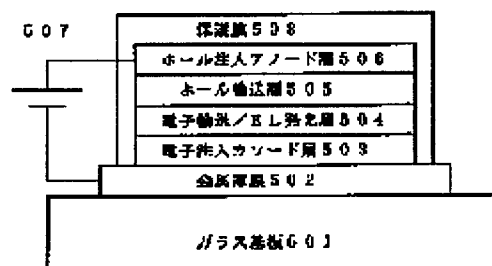 507
保護膜508
ホール注入アノード層506
ホール輸送層505
電子輸送/EL発光層504
電子注入カソード層503
金属薄膜502
ガラス基板501